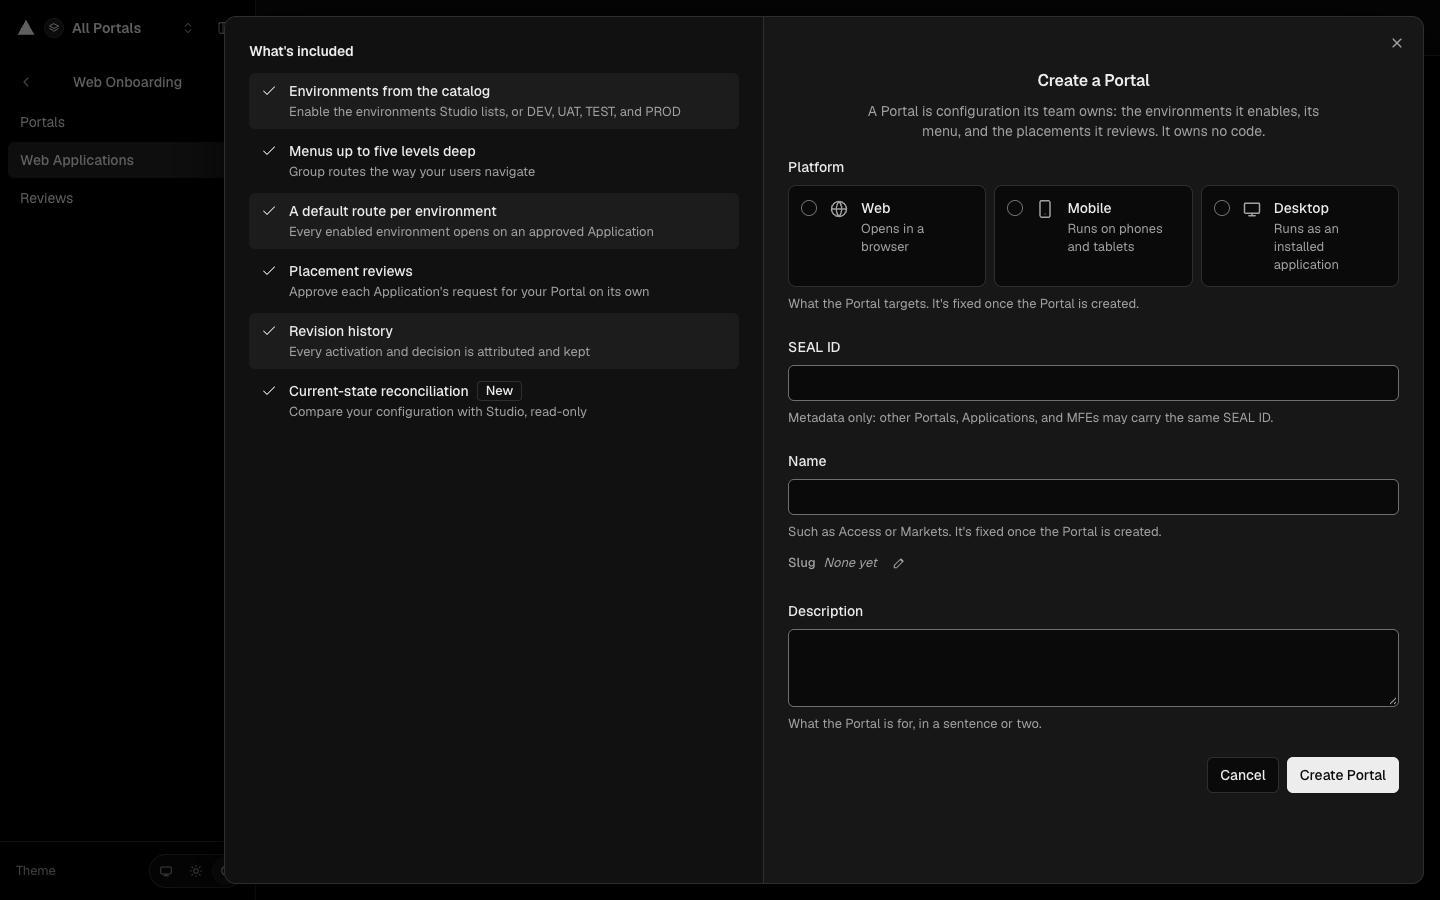 All Portals
Web Onboarding
Portals
Web Applications
Reviews
Theme
What's included
Environments from the catalog
Enable the environments Studio lists, or DEV, UAT, TEST, and PROD
Menus up to five levels deep
Group routes the way your users navigate
A default route per environment
Every enabled environment opens on an approved Application
Placement reviews
Approve each Application's request for your Portal on its own
Revision history
Every activation and decision is attributed and kept
Current-state reconciliation New
Compare your configuration with Studio, read-only
Create a Portal
A Portal is configuration its team owns: the environments it enables, its
menu, and the placements it reviews. It owns no code.
Platform
Web
Opens in a
browser
Mobile
Runs on phones
and tablets
Desktop
Runs as an
installed
application
What the Portal targets. It's fixed once the Portal is created.
SEAL ID
Metadata only: other Portals, Applications, and MFEs may carry the same SEAL ID.
Name
Such as Access or Markets. It's fixed once the Portal is created.
Slug None yet
Description
What the Portal is for, in a sentence or two.
Cancel
Create Portal